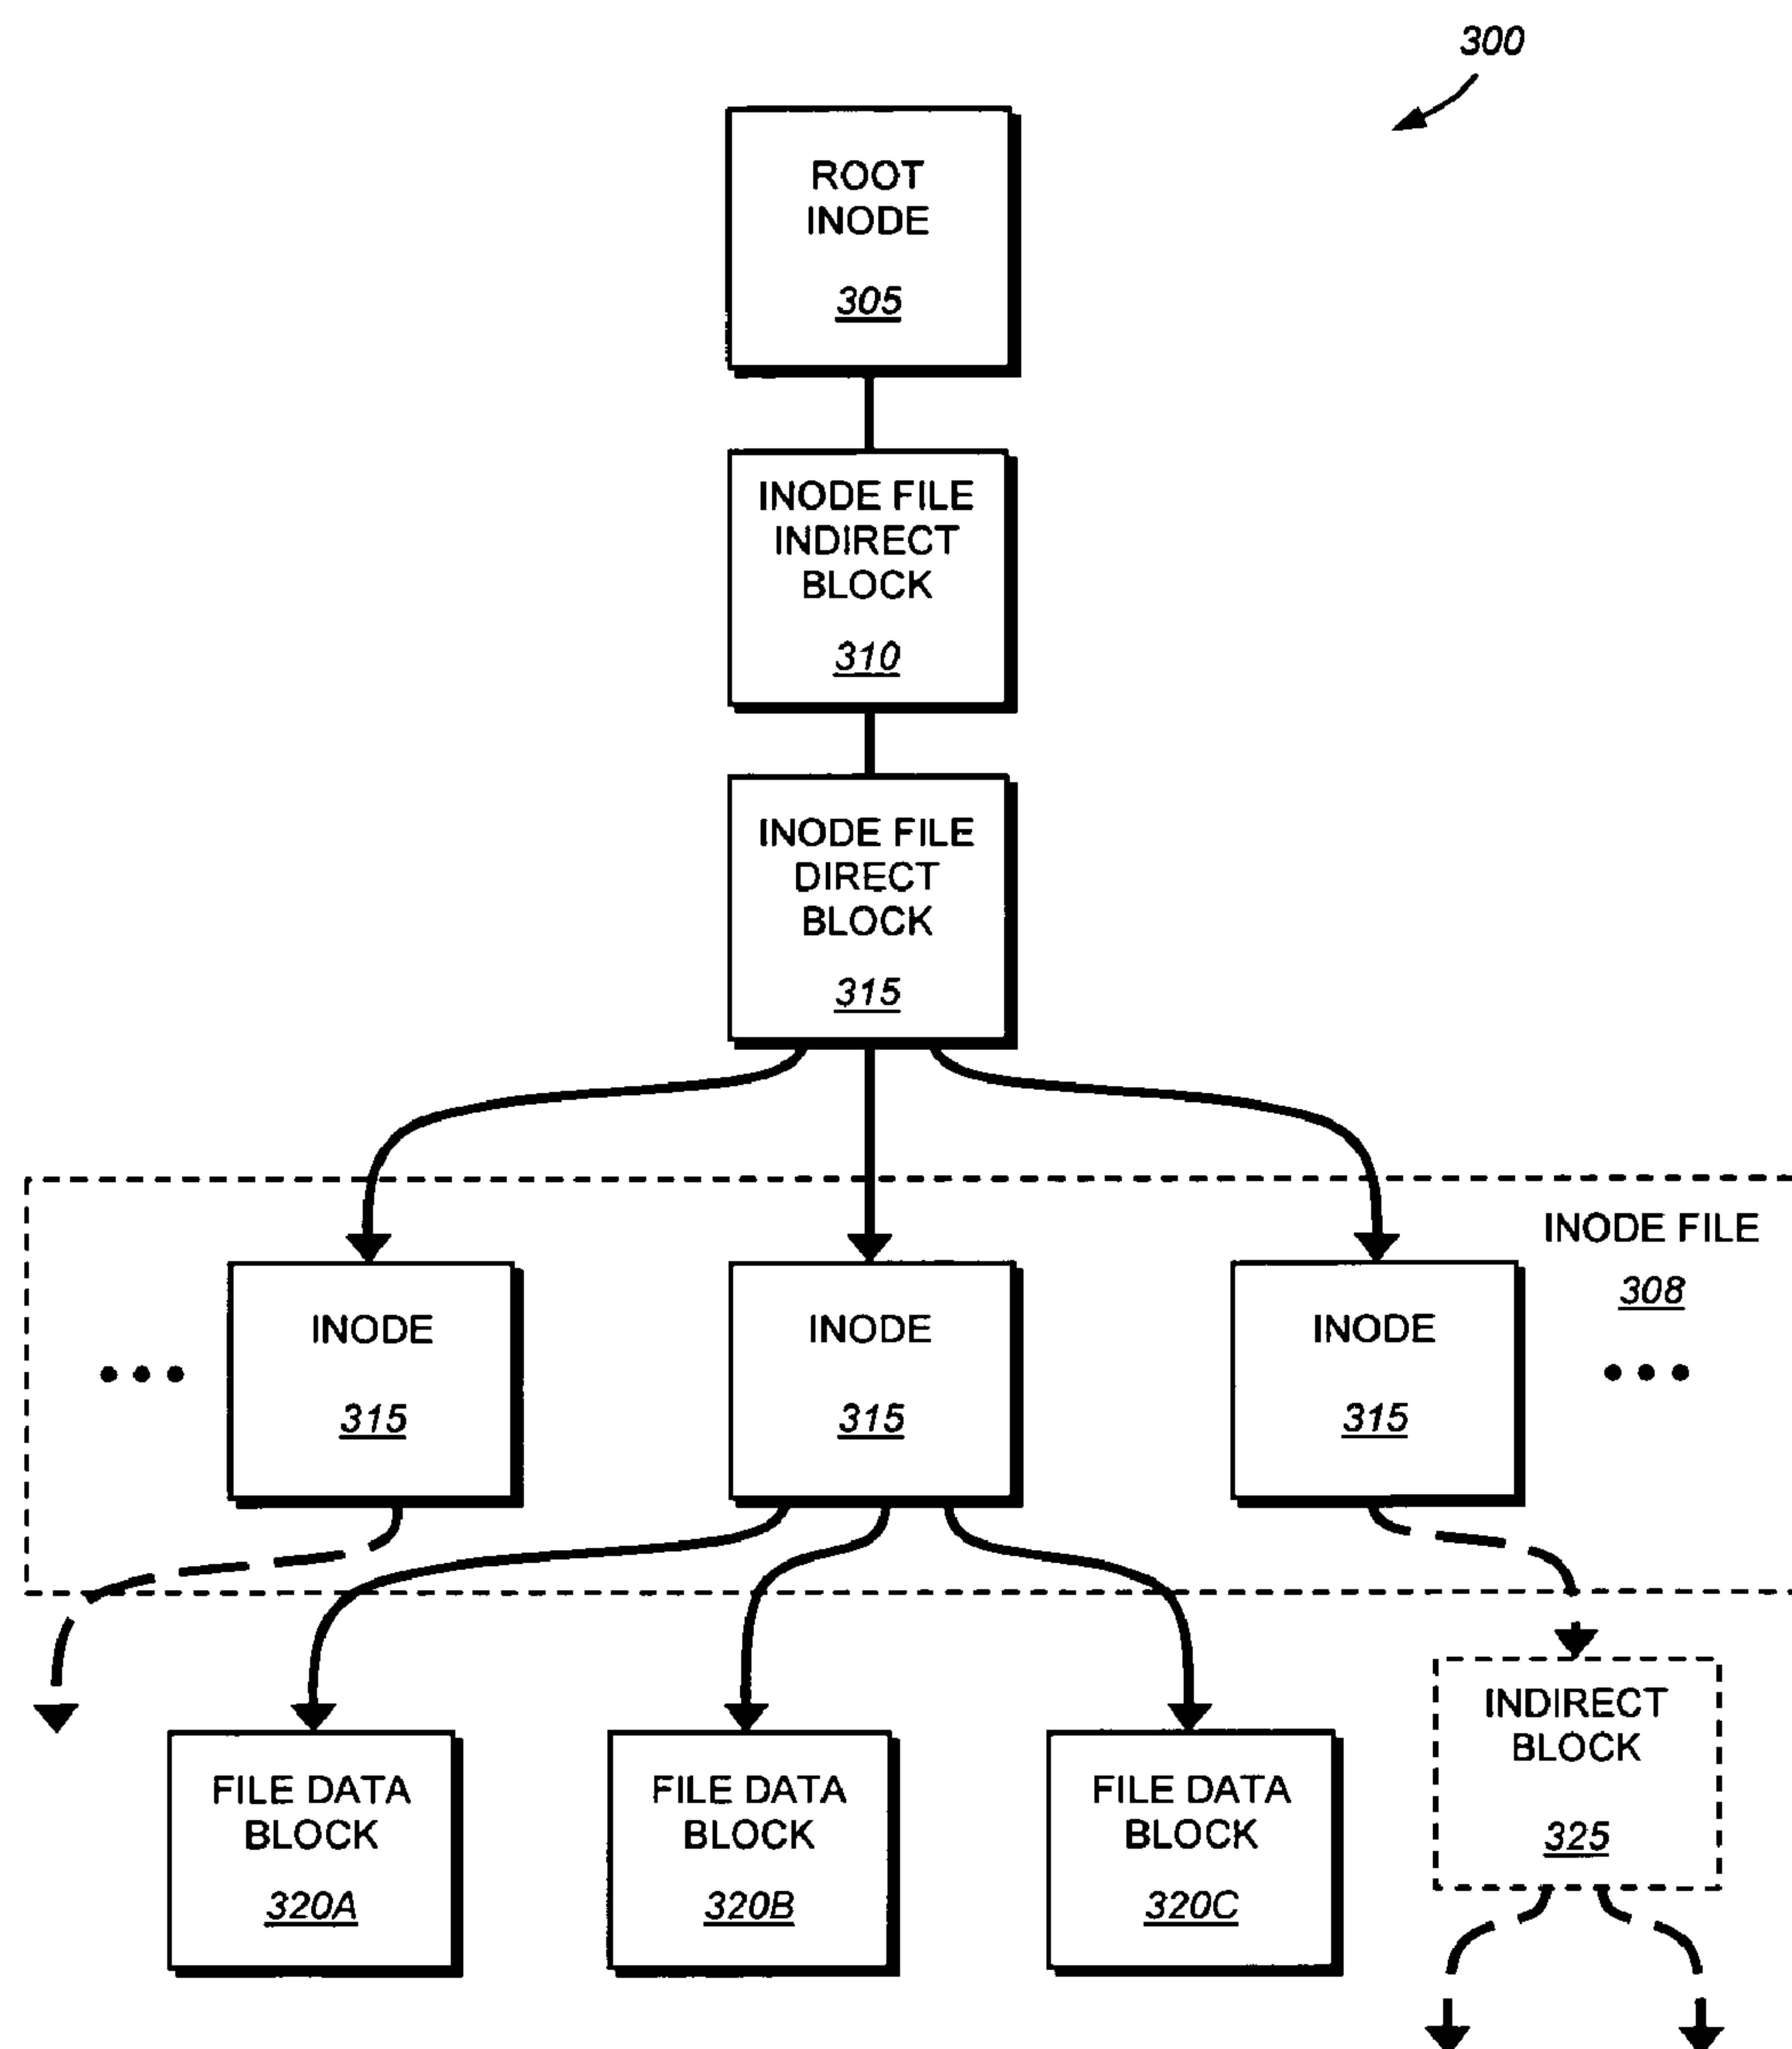 300
ROOT
INODE
305
INODE FILE
INDIRECT
BLOCK
310
INODE FILE
DIRECT
BLOCK
315
INODE FILE
308
INODE
315
INODE
315
INODE
315
FILE DATA
BLOCK
320A
FILE DATA
BLOCK
320B
FILE DATA
BLOCK
320C
INDIRECT
BLOCK
325